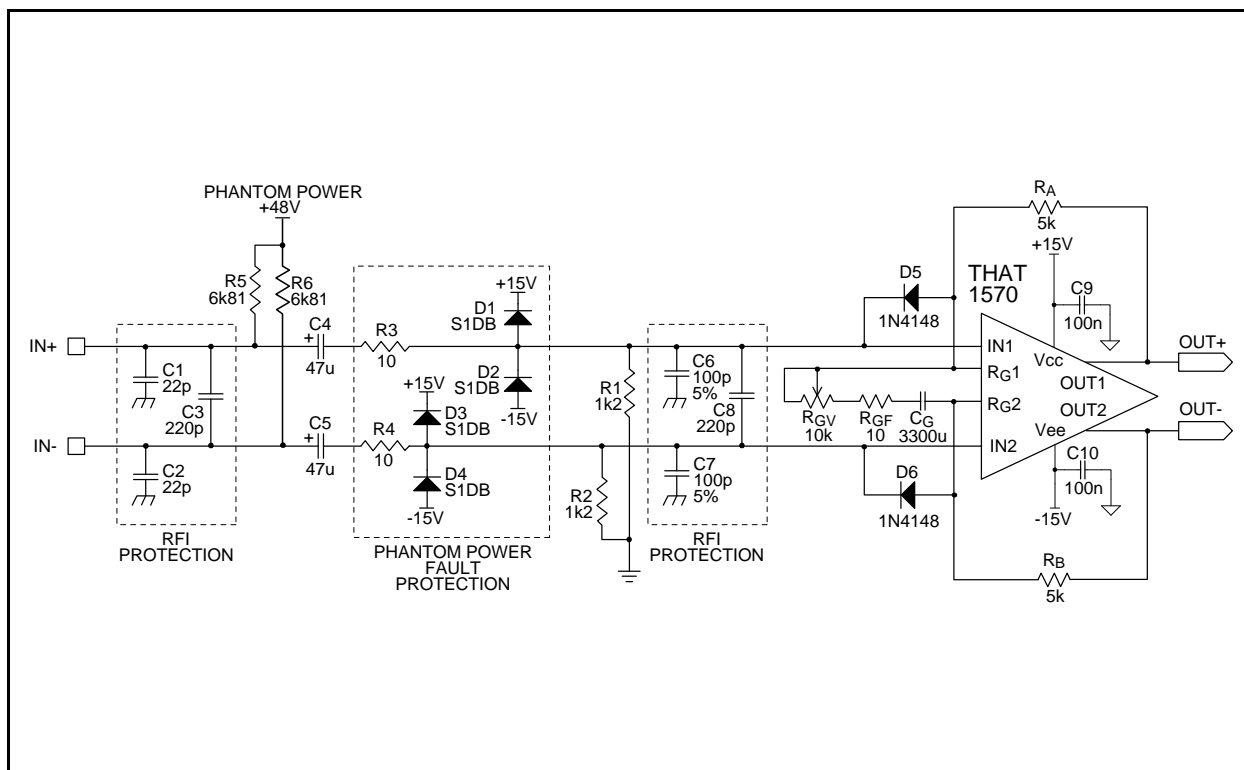 PHANTOM POWER
+48V
R5
6k81
R6
6k81
IN+
IN-
C1
22p
C3
220p
C2
22p
RFI
PROTECTION
+
C4
47u
+
C5
47u
R3
10
R4
10
+15V
D1
S1DB
D2
S1DB
-15V
+15V
D3
S1DB
D4
S1DB
-15V
PHANTOM POWER
FAULT
PROTECTION
R1
1k2
R2
1k2
C6
100p
5%
C8
220p
C7
100p
5%
RFI
PROTECTION
RGV
10k
RGF
10
CG
3300u
D5
1N4148
D6
1N4148
RA
5k
+15V
THAT
1570
C9
100n
IN1
RG1
RG2
IN2
Vcc
OUT1
OUT2
Vee
C10
100n
-15V
RB
5k
OUT+
OUT-